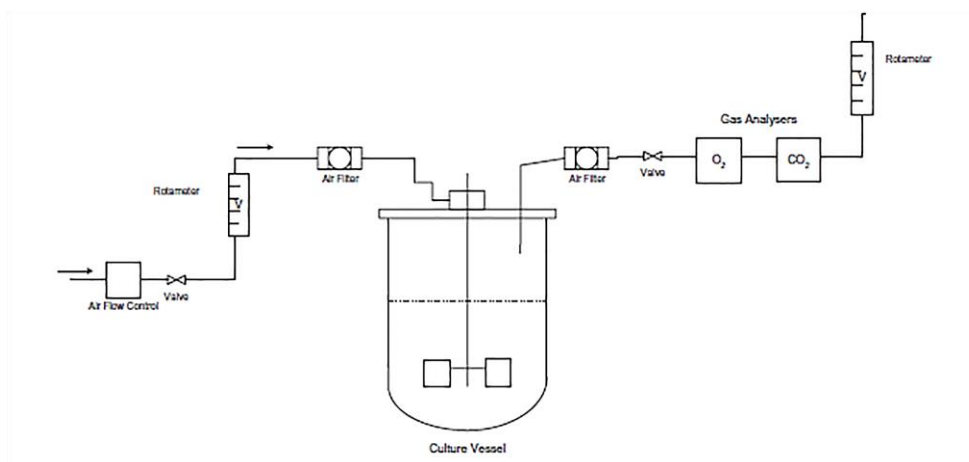 Rotameter
V
Gas Analysers
O₂
CO₂
Air Filter
Valve
Rotameter
V
Air Filter
Air Flow Control
Valve
Culture Vessel